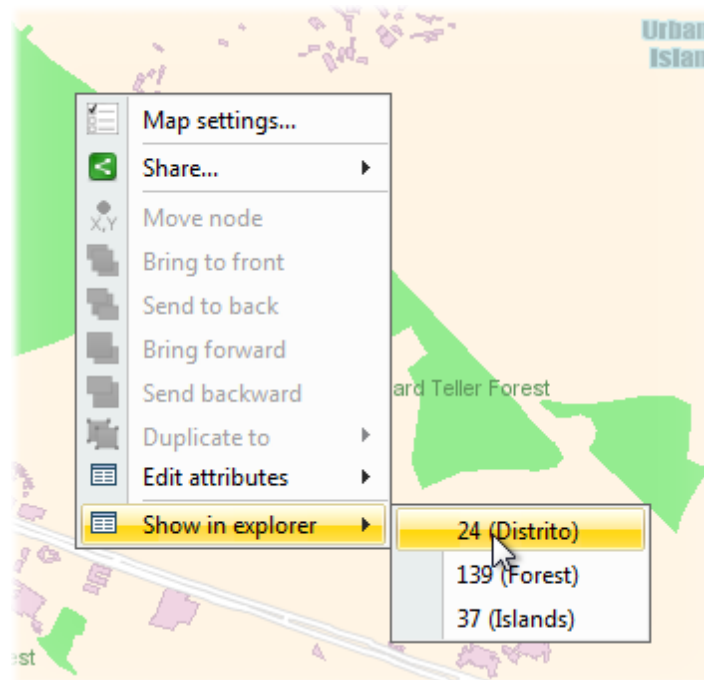 Urban
Islan
Map settings...
Share...
X,Y
Move node
Bring to front
Send to back
Bring forward
Send backward
ard Teller Forest
Duplicate to
Edit attributes
Show in explorer
24 (Distrito)
139 (Forest)
37 (Islands)
est